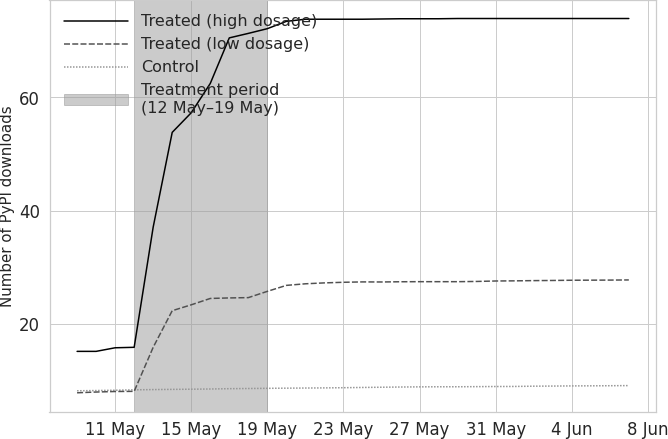 Treated (high dosage)
Treated (low dosage)
Control
Treatment period
(12 May–19 May)
Number of PyPI downloads
60
40
20
11 May
15 May
19 May
23 May
27 May
31 May
4 Jun
8 Jun